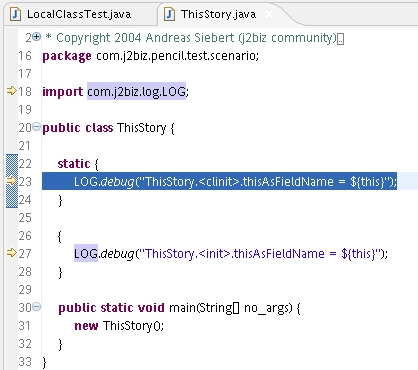 LocalClassTest.java ThisStory.java
2 * Copyright 2004 Andreas Siebert (j2biz community)
16 package com.j2biz.pencil.test.scenario;
17
18 import com.j2biz.log.LOG;
19
20 public class ThisStory {
21
22 static {
23 LOG.debug("ThisStory.<clinit>.thisAsFieldName = ${this}");
24 }
25
26 {
27 LOG.debug("ThisStory.<init>.thisAsFieldName = ${this}");
28 }
29
30 public static void main(String[] no_args) {
31 new ThisStory();
32 }
33 }